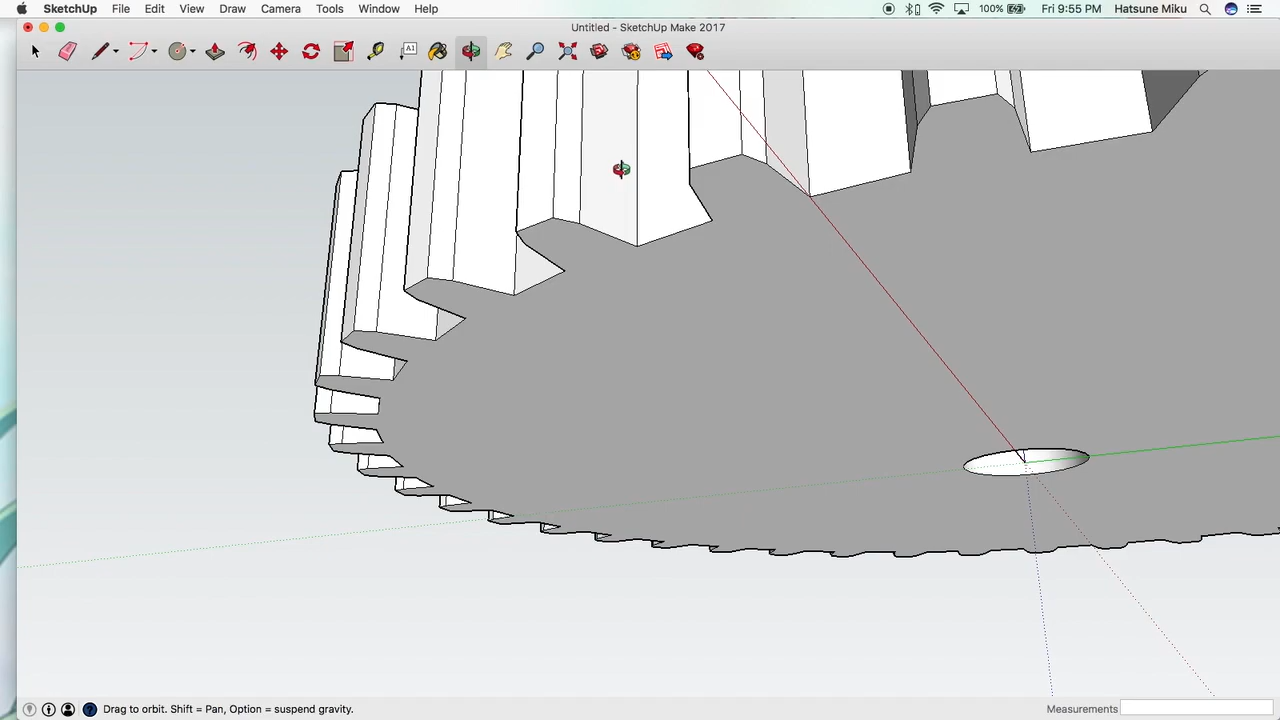 SketchUp File Edit View Draw Camera Tools Window Help 100% Fri 9:55 PM Hatsune Miku
Untitled - SketchUp Make 2017
A1
Drag to orbit. Shift = Pan, Option = suspend gravity. Measurements